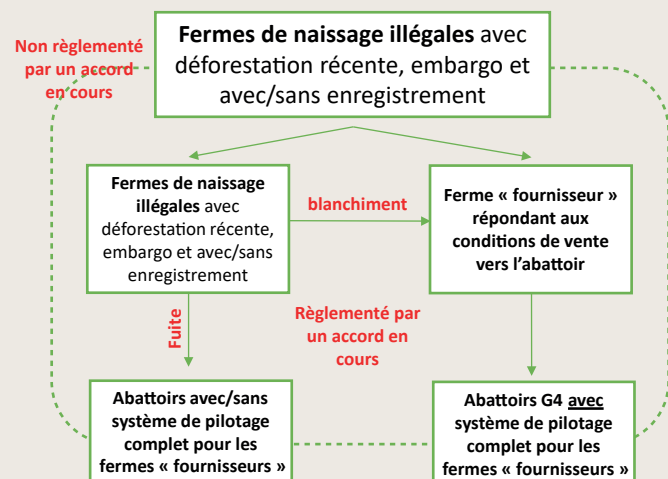 Non règlementé
par un accord
en cours
Fermes de naissage illégales avec
déforestation récente, embargo et
avec/sans enregistrement
Fermes de naissage
illégales avec
déforestation récente,
embargo et avec/sans
enregistrement
blanchiment
Ferme « fournisseur »
répondant aux
conditions de vente
vers l'abattoir
Fuite
Règlementé par
un accord en
cours
Abattoirs avec/sans
système de pilotage
complet pour les
fermes « fournisseurs »
Abattoirs G4 avec
système de pilotage
complet pour les
fermes « fournisseurs »